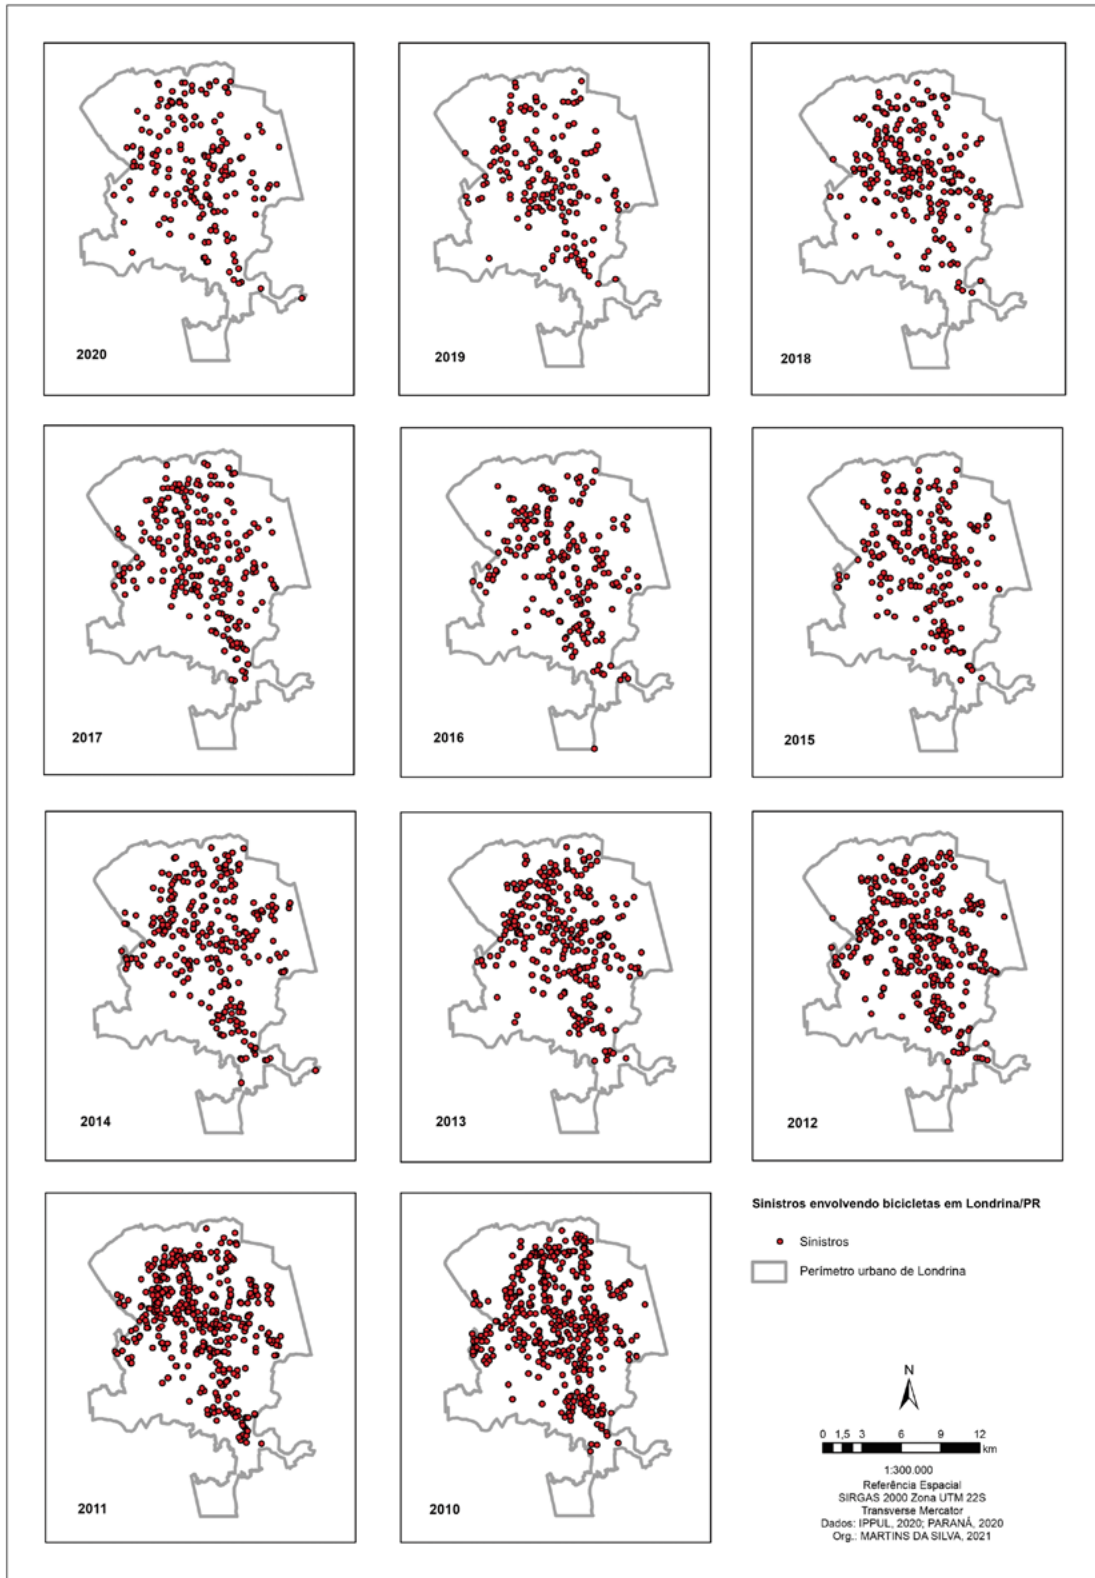 2020
2019
2018
2017
2016
2015
2014
2013
2012
2011
2010
Sinistros envolvendo bicicletas em Londrina/PR
Sinistros
Perímetro urbano de Londrina
N
0 1,5 3 6 9 12
km
1:300.000
Referência Espacial
SIRGAS 2000 Zona UTM 22S
Transverse Mercator
Dados: IPPUL, 2020; PARANÁ, 2020
Org.: MARTINS DA SILVA, 2021